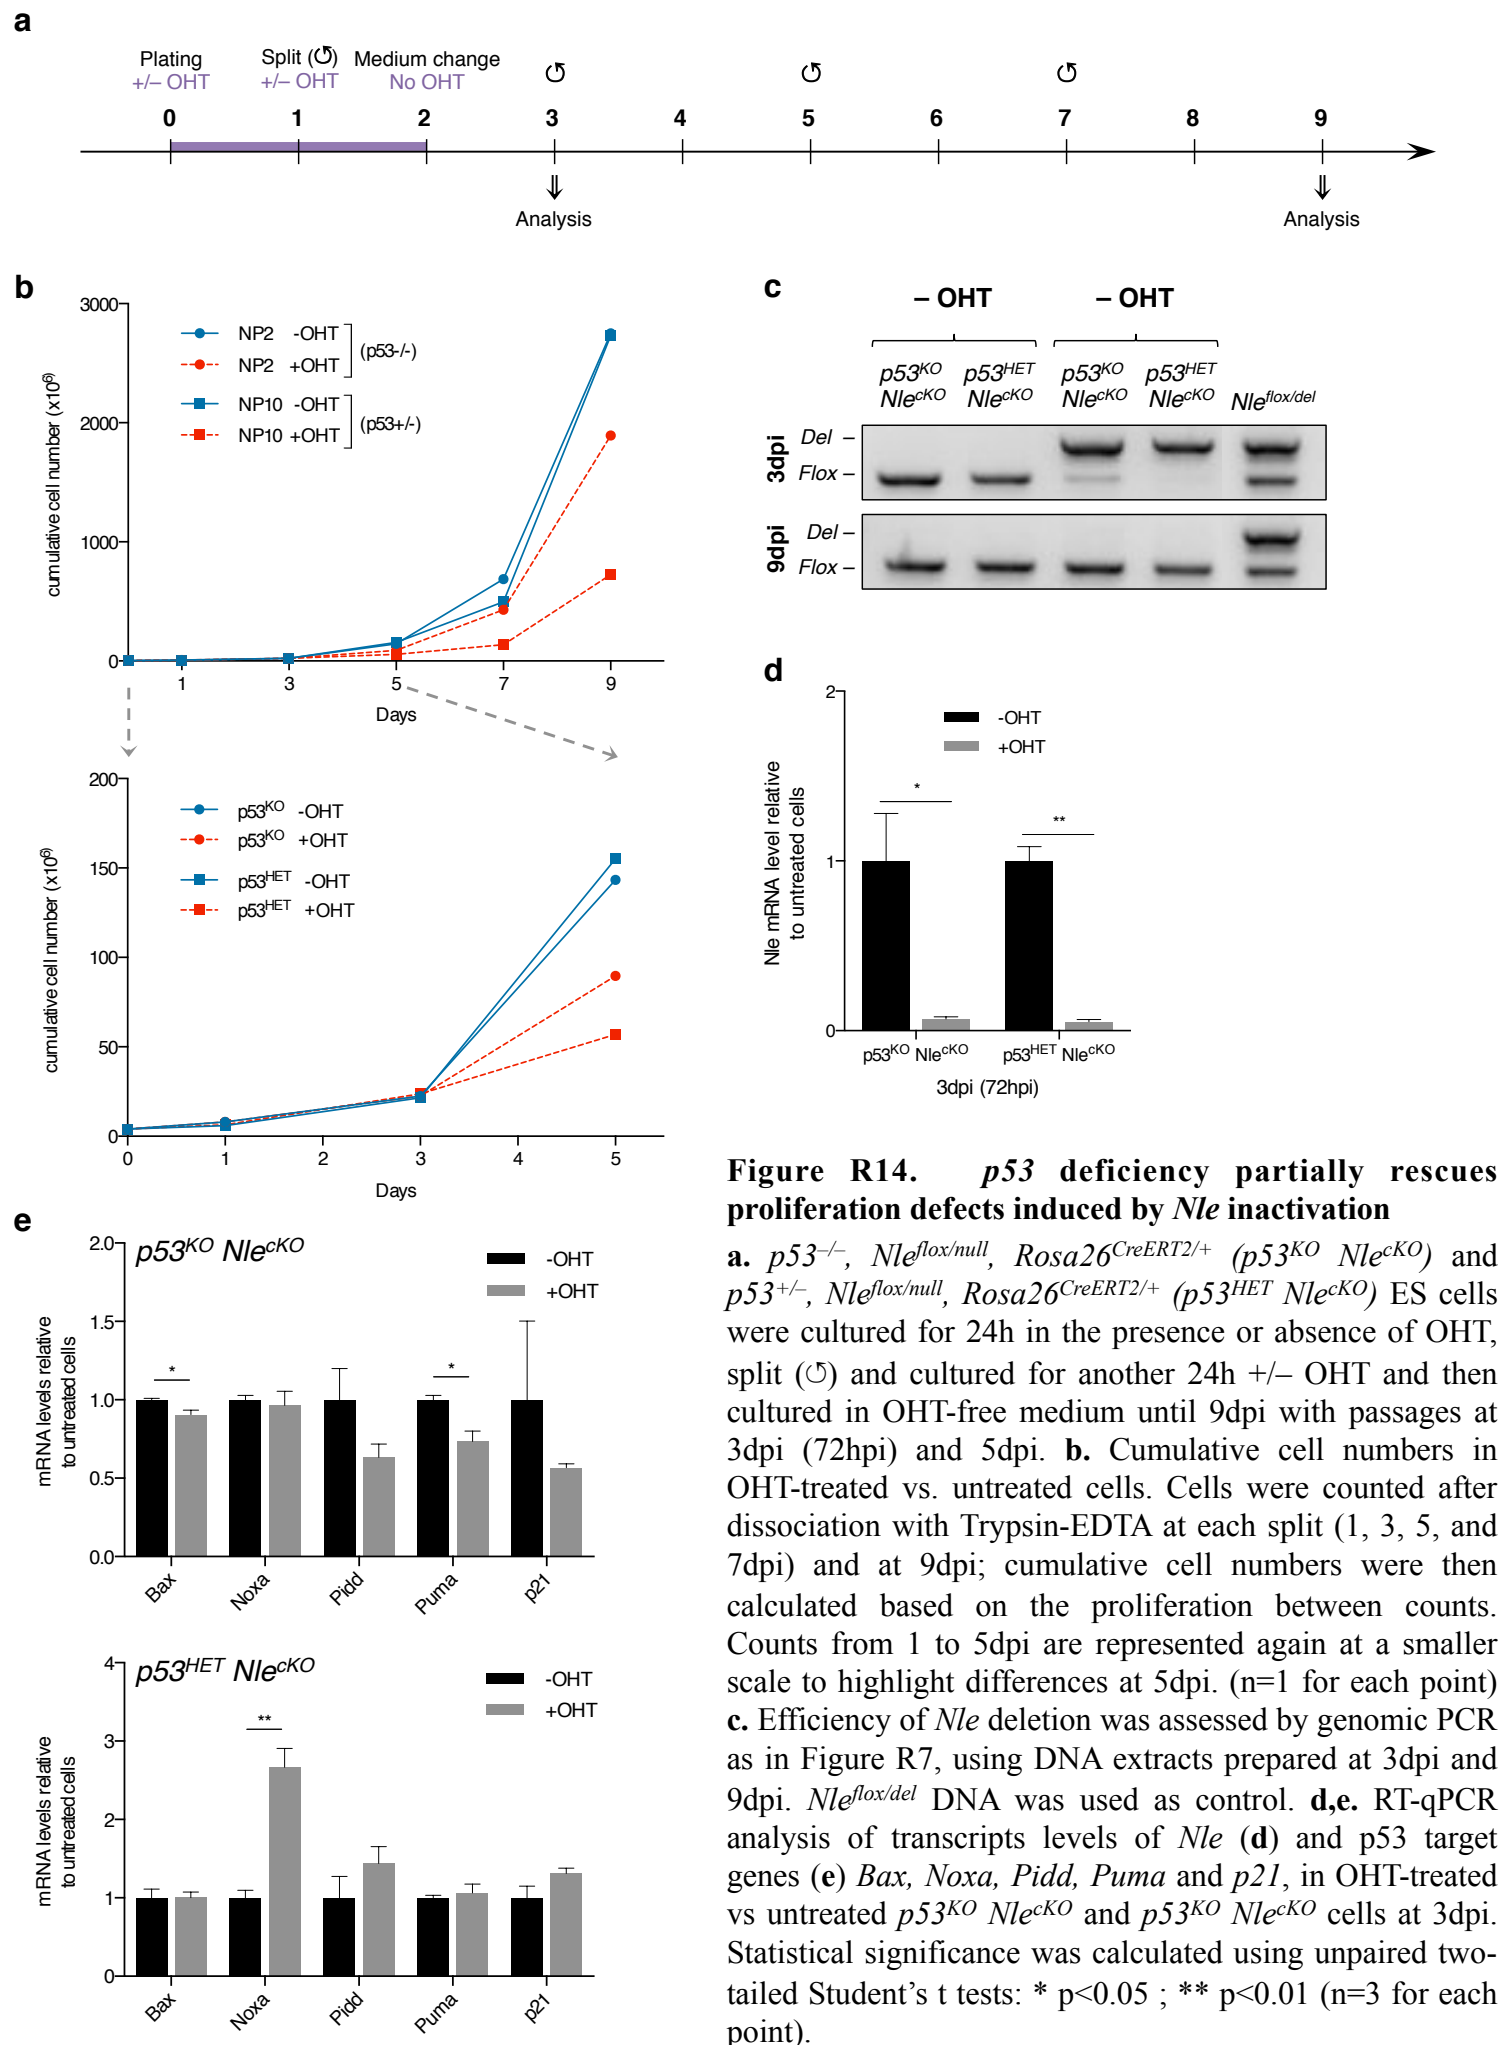 a
Plating Split (↺) Medium change
+/– OHT +/– OHT No OHT ↺ ↺ ↺
0 1 2 3 4 5 6 7 8 9
⇓ ⇓
Analysis Analysis
b
3000
2000
1000
0
cumulative cell number (x10⁶)
NP2 -OHT
NP2 +OHT
(p53-/-)
NP10 -OHT
NP10 +OHT
(p53+/-)
1 3 5 7 9
Days
200
150
100
50
0
cumulative cell number (x10⁶)
p53ᴷᴼ -OHT
p53ᴷᴼ +OHT
p53ᴴᴱᵀ -OHT
p53ᴴᴱᵀ +OHT
0 1 2 3 4 5
Days
c
– OHT – OHT
p53ᴷᴼ p53ᴴᴱᵀ p53ᴷᴼ p53ᴴᴱᵀ
Nleᶜᴷᴼ Nleᶜᴷᴼ Nleᶜᴷᴼ Nleᶜᴷᴼ Nleᶠˡᵒˣ/ᵈᵉˡ
3dpi
Del –
Flox –
9dpi
Del –
Flox –
d
2
1
0
Nle mRNA level relative
to untreated cells
-OHT
+OHT
* **
p53ᴷᴼ Nleᶜᴷᴼ p53ᴴᴱᵀ Nleᶜᴷᴼ
3dpi (72hpi)
e
p53ᴷᴼ Nleᶜᴷᴼ
2.0
1.5
1.0
0.5
0.0
mRNA levels relative
to untreated cells
-OHT
+OHT
* *
Bax Noxa Pidd Puma p21
p53ᴴᴱᵀ Nleᶜᴷᴼ
4
3
2
1
0
mRNA levels relative
to untreated cells
-OHT
+OHT
**
Bax Noxa Pidd Puma p21
Figure R14. p53 deficiency partially rescues
proliferation defects induced by Nle inactivation
a. p53⁻/⁻, Nleᶠˡᵒˣ/ⁿᵘˡˡ, Rosa26ᶜʳᵉᴱᴿᵀ²/⁺ (p53ᴷᴼ Nleᶜᴷᴼ) and
p53⁺/⁻, Nleᶠˡᵒˣ/ⁿᵘˡˡ, Rosa26ᶜʳᵉᴱᴿᵀ²/⁺ (p53ᴴᴱᵀ Nleᶜᴷᴼ) ES cells
were cultured for 24h in the presence or absence of OHT,
split (↺) and cultured for another 24h +/– OHT and then
cultured in OHT-free medium until 9dpi with passages at
3dpi (72hpi) and 5dpi. b. Cumulative cell numbers in
OHT-treated vs. untreated cells. Cells were counted after
dissociation with Trypsin-EDTA at each split (1, 3, 5, and
7dpi) and at 9dpi; cumulative cell numbers were then
calculated based on the proliferation between counts.
Counts from 1 to 5dpi are represented again at a smaller
scale to highlight differences at 5dpi. (n=1 for each point)
c. Efficiency of Nle deletion was assessed by genomic PCR
as in Figure R7, using DNA extracts prepared at 3dpi and
9dpi. Nleᶠˡᵒˣ/ᵈᵉˡ DNA was used as control. d,e. RT-qPCR
analysis of transcripts levels of Nle (d) and p53 target
genes (e) Bax, Noxa, Pidd, Puma and p21, in OHT-treated
vs untreated p53ᴷᴼ Nleᶜᴷᴼ and p53ᴷᴼ Nleᶜᴷᴼ cells at 3dpi.
Statistical significance was calculated using unpaired two-
tailed Student’s t tests: * p<0.05 ; ** p<0.01 (n=3 for each
point).